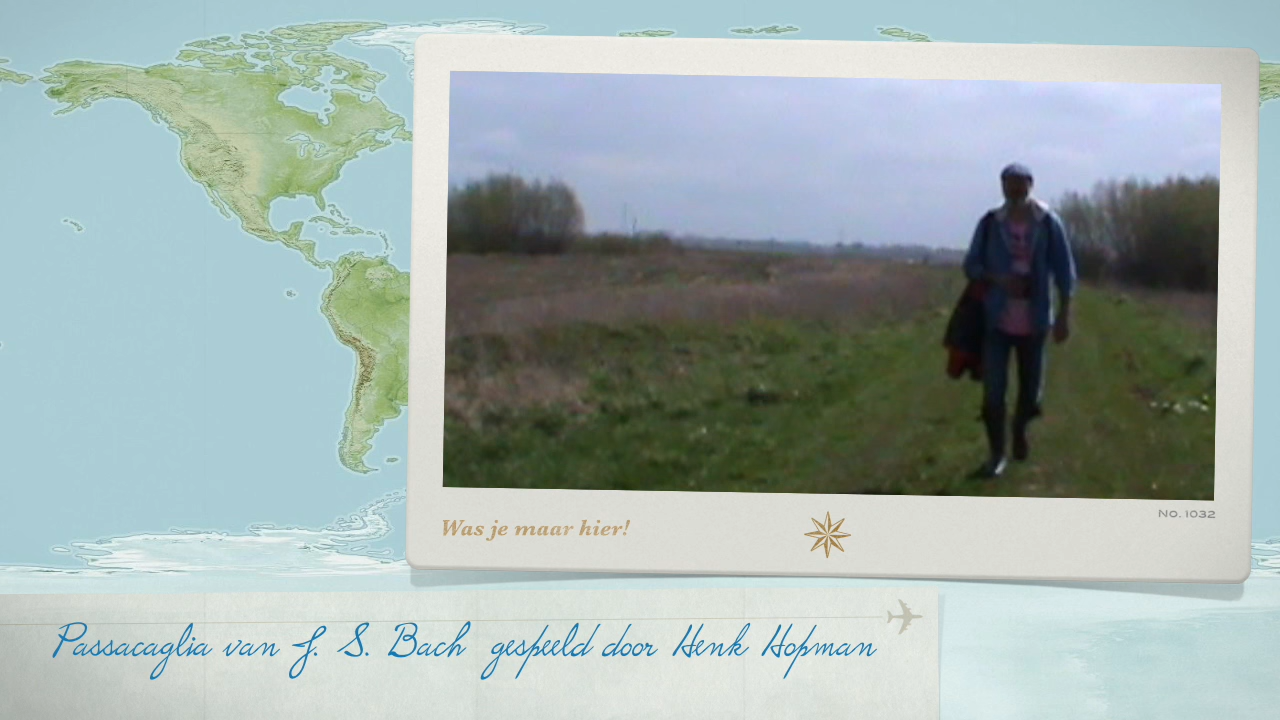 Was je maar hier!
No. 1032
Passacaglia van J. S. Bach gespeeld door Henk Hopman